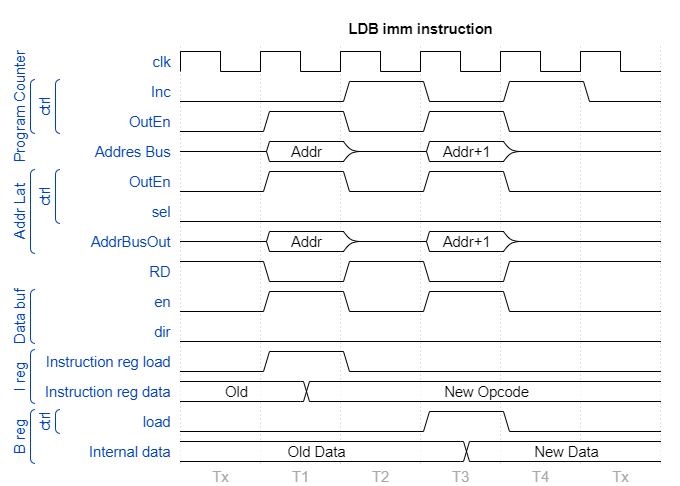 LDB imm instruction
clk
Program Counter
ctrl
Inc
OutEn
Addres Bus
Addr
Addr+1
Addr Lat
ctrl
OutEn
sel
AddrBusOut
Addr
Addr+1
RD
Data buf
en
dir
I reg
Instruction reg load
Instruction reg data
Old
New Opcode
B reg
ctrl
load
Internal data
Old Data
New Data
Tx T1 T2 T3 T4 Tx